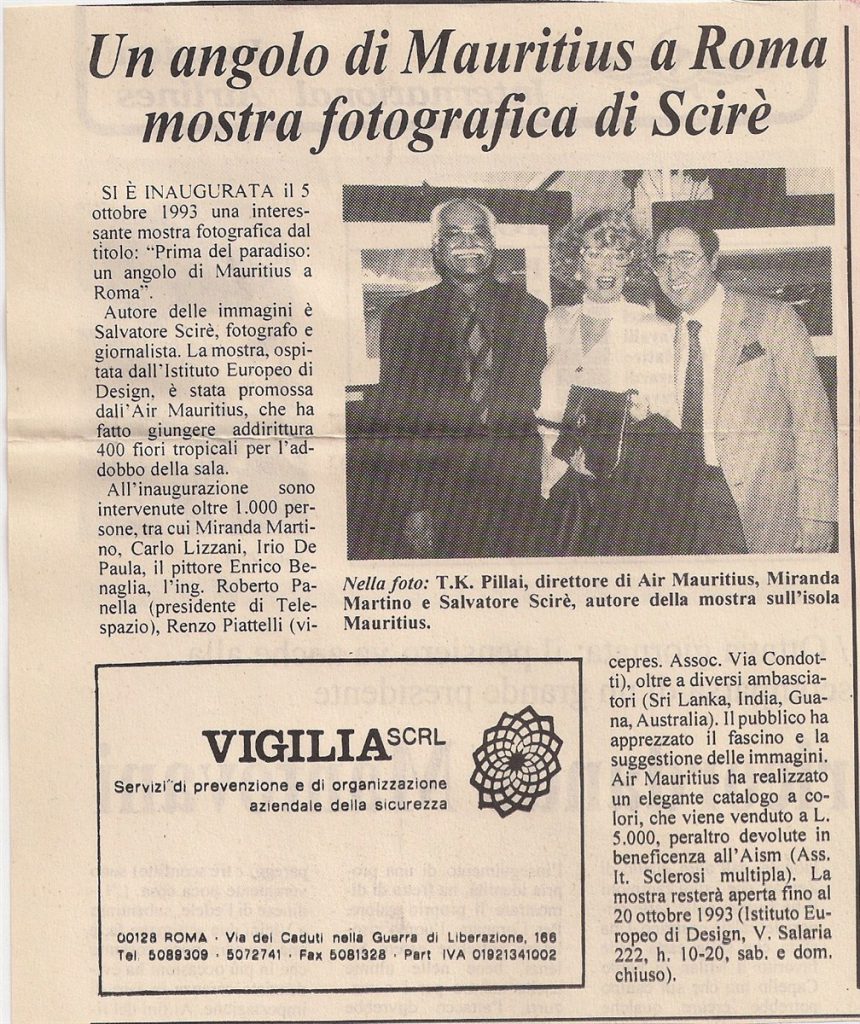 Un angolo di Mauritius a Roma
mostra fotografica di Scirè
SI È INAUGURATA il 5
ottobre 1993 una interes-
sante mostra fotografica dal
titolo: “Prima del paradiso:
un angolo di Mauritius a
Roma”.
Autore delle immagini è
Salvatore Scirè, fotografo e
giornalista. La mostra, ospi-
tata dall'Istituto Europeo di
Design, è stata promossa
dall'Air Mauritius, che ha
fatto giungere addirittura
400 fiori tropicali per l'ad-
dobbo della sala.
All'inaugurazione sono
intervenute oltre 1.000 per-
sone, tra cui Miranda Marti-
no, Carlo Lizzani, Irio De
Paula, il pittore Enrico Be-
naglia, l'ing. Roberto Pa-
nella (presidente di Tele-
spazio), Renzo Piattelli (vi-
Nella foto: T.K. Pillai, direttore di Air Mauritius, Miranda
Martino e Salvatore Scirè, autore della mostra sull'isola
Mauritius.
cepres. Assoc. Via Condot-
ti), oltre a diversi ambascia-
tori (Sri Lanka, India, Gua-
na, Australia). Il pubblico ha
apprezzato il fascino e la
suggestione delle immagini.
Air Mauritius ha realizzato
un elegante catalogo a co-
lori, che viene venduto a L.
5.000, peraltro devolute in
beneficenza all'Aism (Ass.
It. Sclerosi multipla). La
mostra resterà aperta fino al
20 ottobre 1993 (Istituto Eu-
ropeo di Design, V. Salaria
222, h. 10-20, sab. e dom.
chiuso).
VIGILIA SCRL
Servizi di prevenzione e di organizzazione
aziendale della sicurezza
00128 ROMA · Via dei Caduti nella Guerra di Liberazione, 166
Tel. 5089309 · 5072741 · Fax 5081328 · Part IVA 01921341002